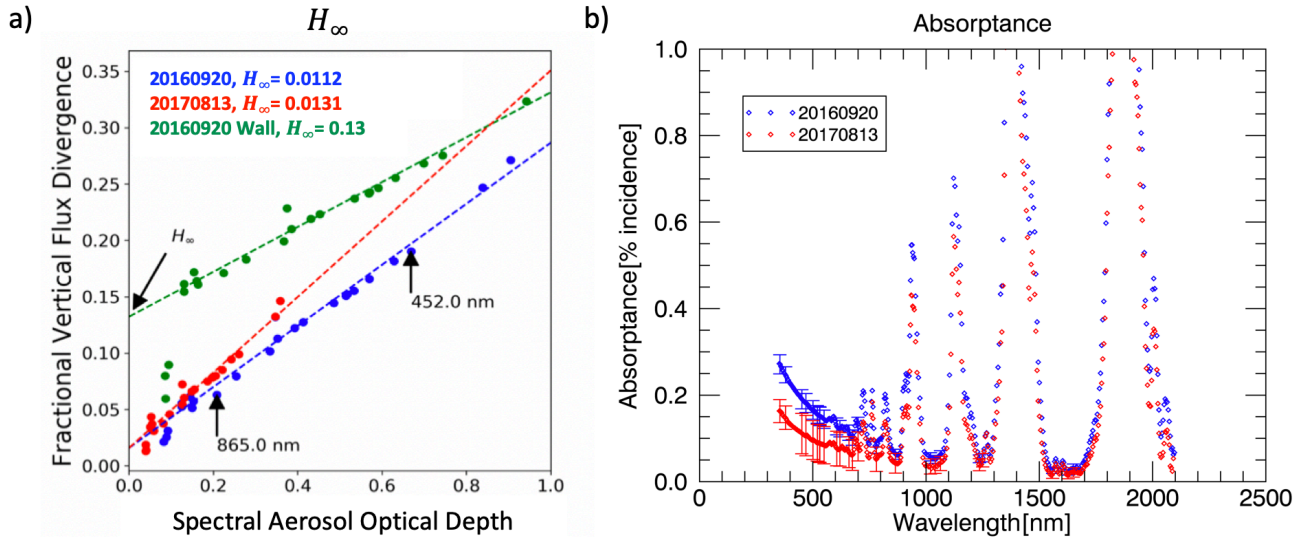 a)
H∞
Fractional Vertical Flux Divergence
0.35
0.30
0.25
0.20
0.15
0.10
0.05
0.00
20160920, H∞= 0.0112
20170813, H∞= 0.0131
20160920 Wall, H∞= 0.13
H∞
452.0 nm
865.0 nm
0.0 0.2 0.4 0.6 0.8 1.0
Spectral Aerosol Optical Depth
b)
Absorptance
Absorptance[% incidence]
1.0
0.8
0.6
0.4
0.2
0.0
20160920
20170813
0 500 1000 1500 2000 2500
Wavelength[nm]